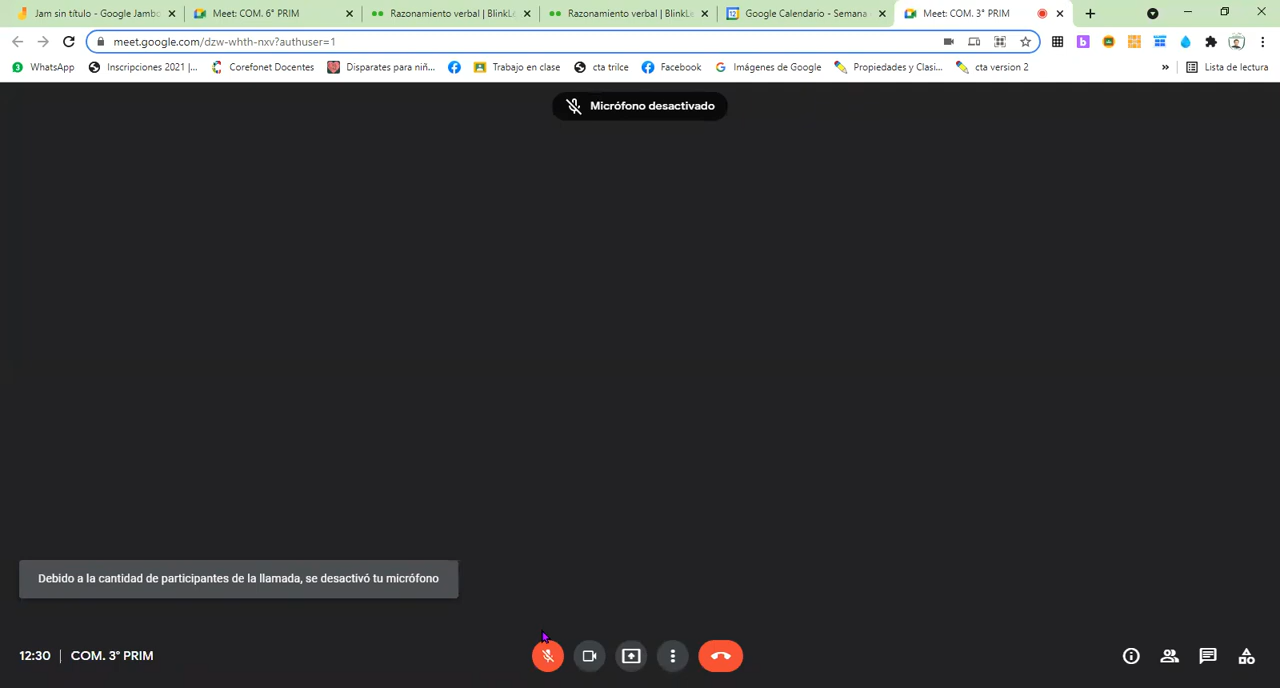 Jam sin título - Google Jambo
Meet: COM. 6° PRIM
Razonamiento verbal | BlinkLe
Razonamiento verbal | BlinkLe
Google Calendario - Semana
Meet: COM. 3° PRIM
meet.google.com/dzw-whth-nxv?authuser=1
WhatsApp
Inscripciones 2021 |...
Corefonet Docentes
Disparates para niñ...
Trabajo en clase
cta trilce
Facebook
Imágenes de Google
Propiedades y Clasi...
cta version 2
»
Lista de lectura
Micrófono desactivado
Debido a la cantidad de participantes de la llamada, se desactivó tu micrófono
12:30 | COM. 3° PRIM